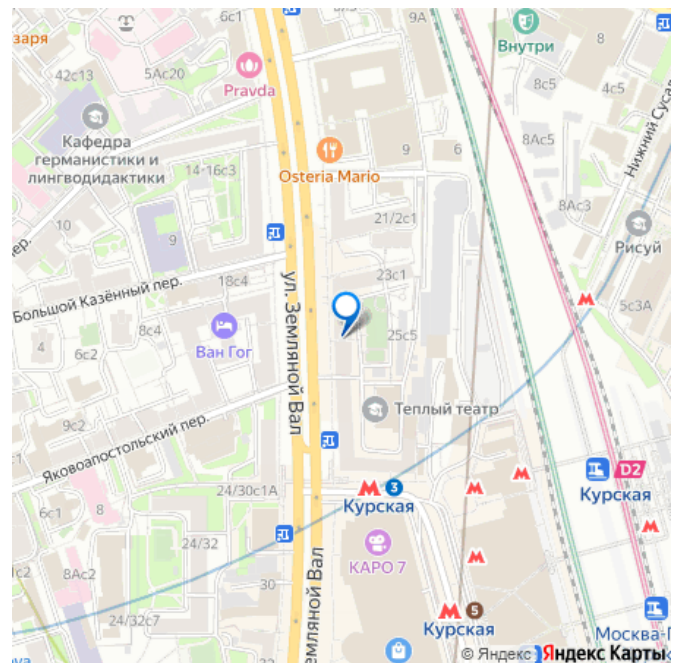 6с1
9А
заря
5Ас20
Pravda
42с13
Внутри
8
8с5
4с5
Кафедра
германистики и
лингводидактики
14-16с3
Osteria Mario
9
6
8Ас5
Нижний Суса
10
пер.
9
21/2с1
8Ас3
Рисуй
Большой Казённый пер.
18с4
23с1
5с3А
ул. Земляной Вал
4
6с2
8с4
Ван Гог
25с5
9с2
Яковоапостольский пер.
Теплый театр
6с1
8
24/30с1А
3
Курская
D2
Курская
24/32
КАРО 7
1с2
8Ас2
30
24/32с7
Земляной Вал
5
Курская
Москва-
© Яндекс
Яндекс Карты